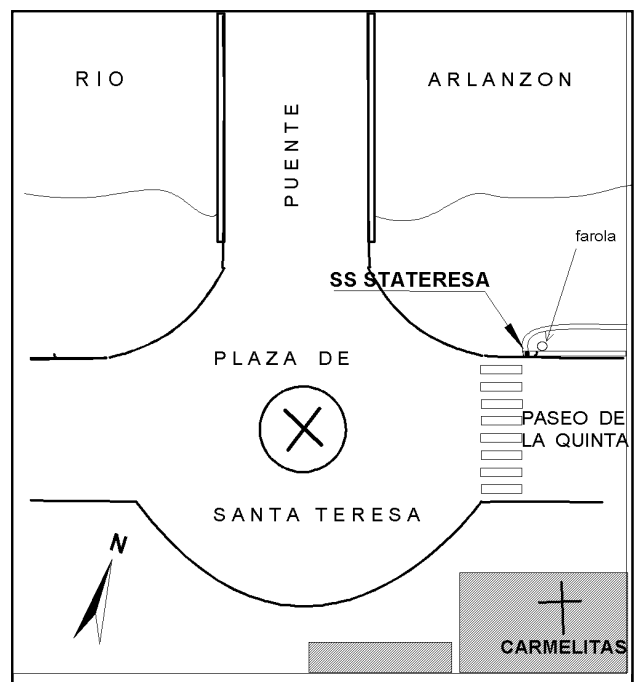 RIO
ARLANZON
PUENTE
farola
SS STATERESA
PLAZA DE
PASEO DE
LA QUINTA
SANTA TERESA
N
CARMELITAS